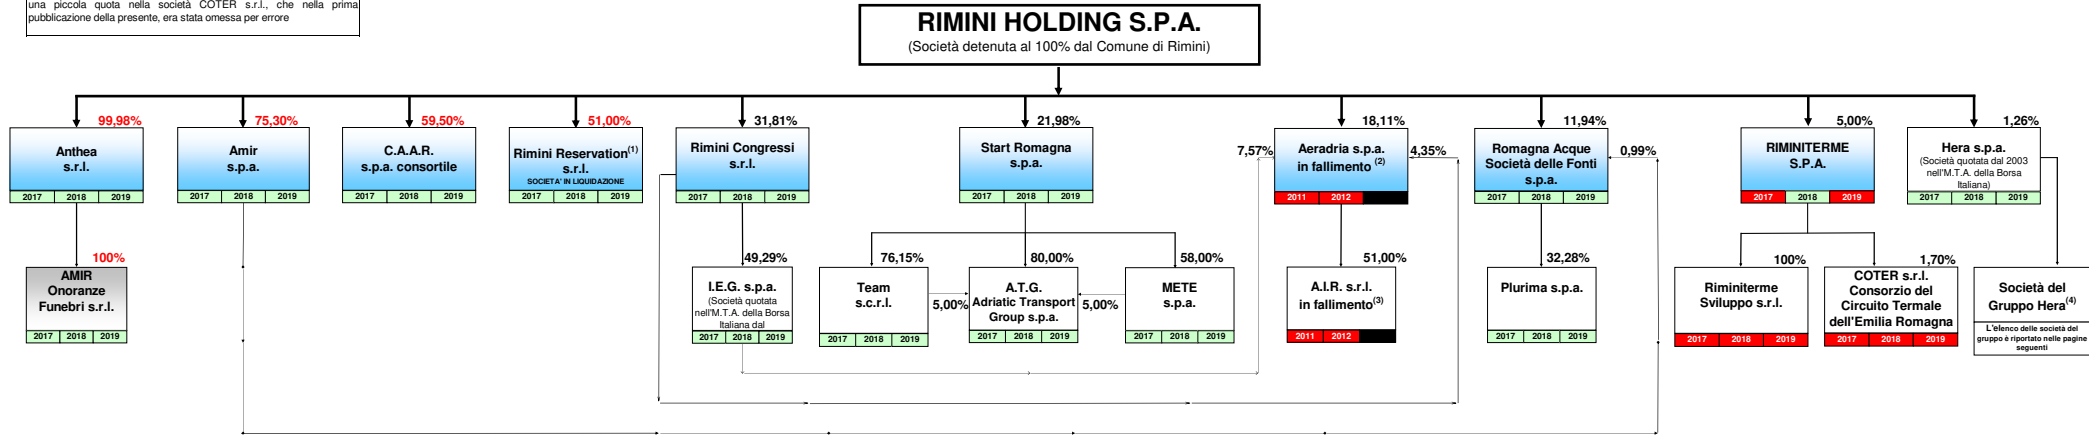 una piccola quota nella società COTER s.r.l., che nella prima
pubblicazione della presente, era stata omessa per errore
RIMINI HOLDING S.P.A.
(Società detenuta al 100% dal Comune di Rimini)
99,98%
Anthea
s.r.l.
2017 2018 2019
75,30%
Amir
s.p.a.
2017 2018 2019
59,50%
C.A.A.R.
s.p.a. consortile
2017 2018 2019
51,00%
Rimini Reservation(1)
s.r.l.
SOCIETA' IN LIQUIDAZIONE
2017 2018 2019
31,81%
Rimini Congressi
s.r.l.
2017 2018 2019
21,98%
Start Romagna
s.p.a.
2017 2018 2019
7,57%
18,11%
Aeradria s.p.a.
in fallimento (2)
2011 2012
4,35%
11,94%
Romagna Acque
Società delle Fonti
s.p.a.
2017 2018 2019
0,99%
5,00%
RIMINITERME
S.P.A.
2017 2018 2019
1,26%
Hera s.p.a.
(Società quotata dal 2003
nell'M.T.A. della Borsa
Italiana)
2017 2018 2019
100%
AMIR
Onoranze
Funebri s.r.l.
2017 2018 2019
49,29%
I.E.G. s.p.a.
(Società quotata
nell'M.T.A. della Borsa
Italiana dal
2017 2018 2019
76,15%
Team
s.c.r.l.
2017 2018 2019
5,00%
80,00%
A.T.G.
Adriatic Transport
Group s.p.a.
2017 2018 2019
5,00%
58,00%
METE
s.p.a.
2017 2018 2019
51,00%
A.I.R. s.r.l.
in fallimento(3)
2011 2012
32,28%
Plurima s.p.a.
2017 2018 2019
100%
Riminiterme
Sviluppo s.r.l.
2017 2018 2019
1,70%
COTER s.r.l.
Consorzio del
Circuito Termale
dell'Emilia Romagna
2017 2018 2019
Società del
Gruppo Hera(4)
L'elenco delle società del
gruppo è riportato nelle pagine
seguenti